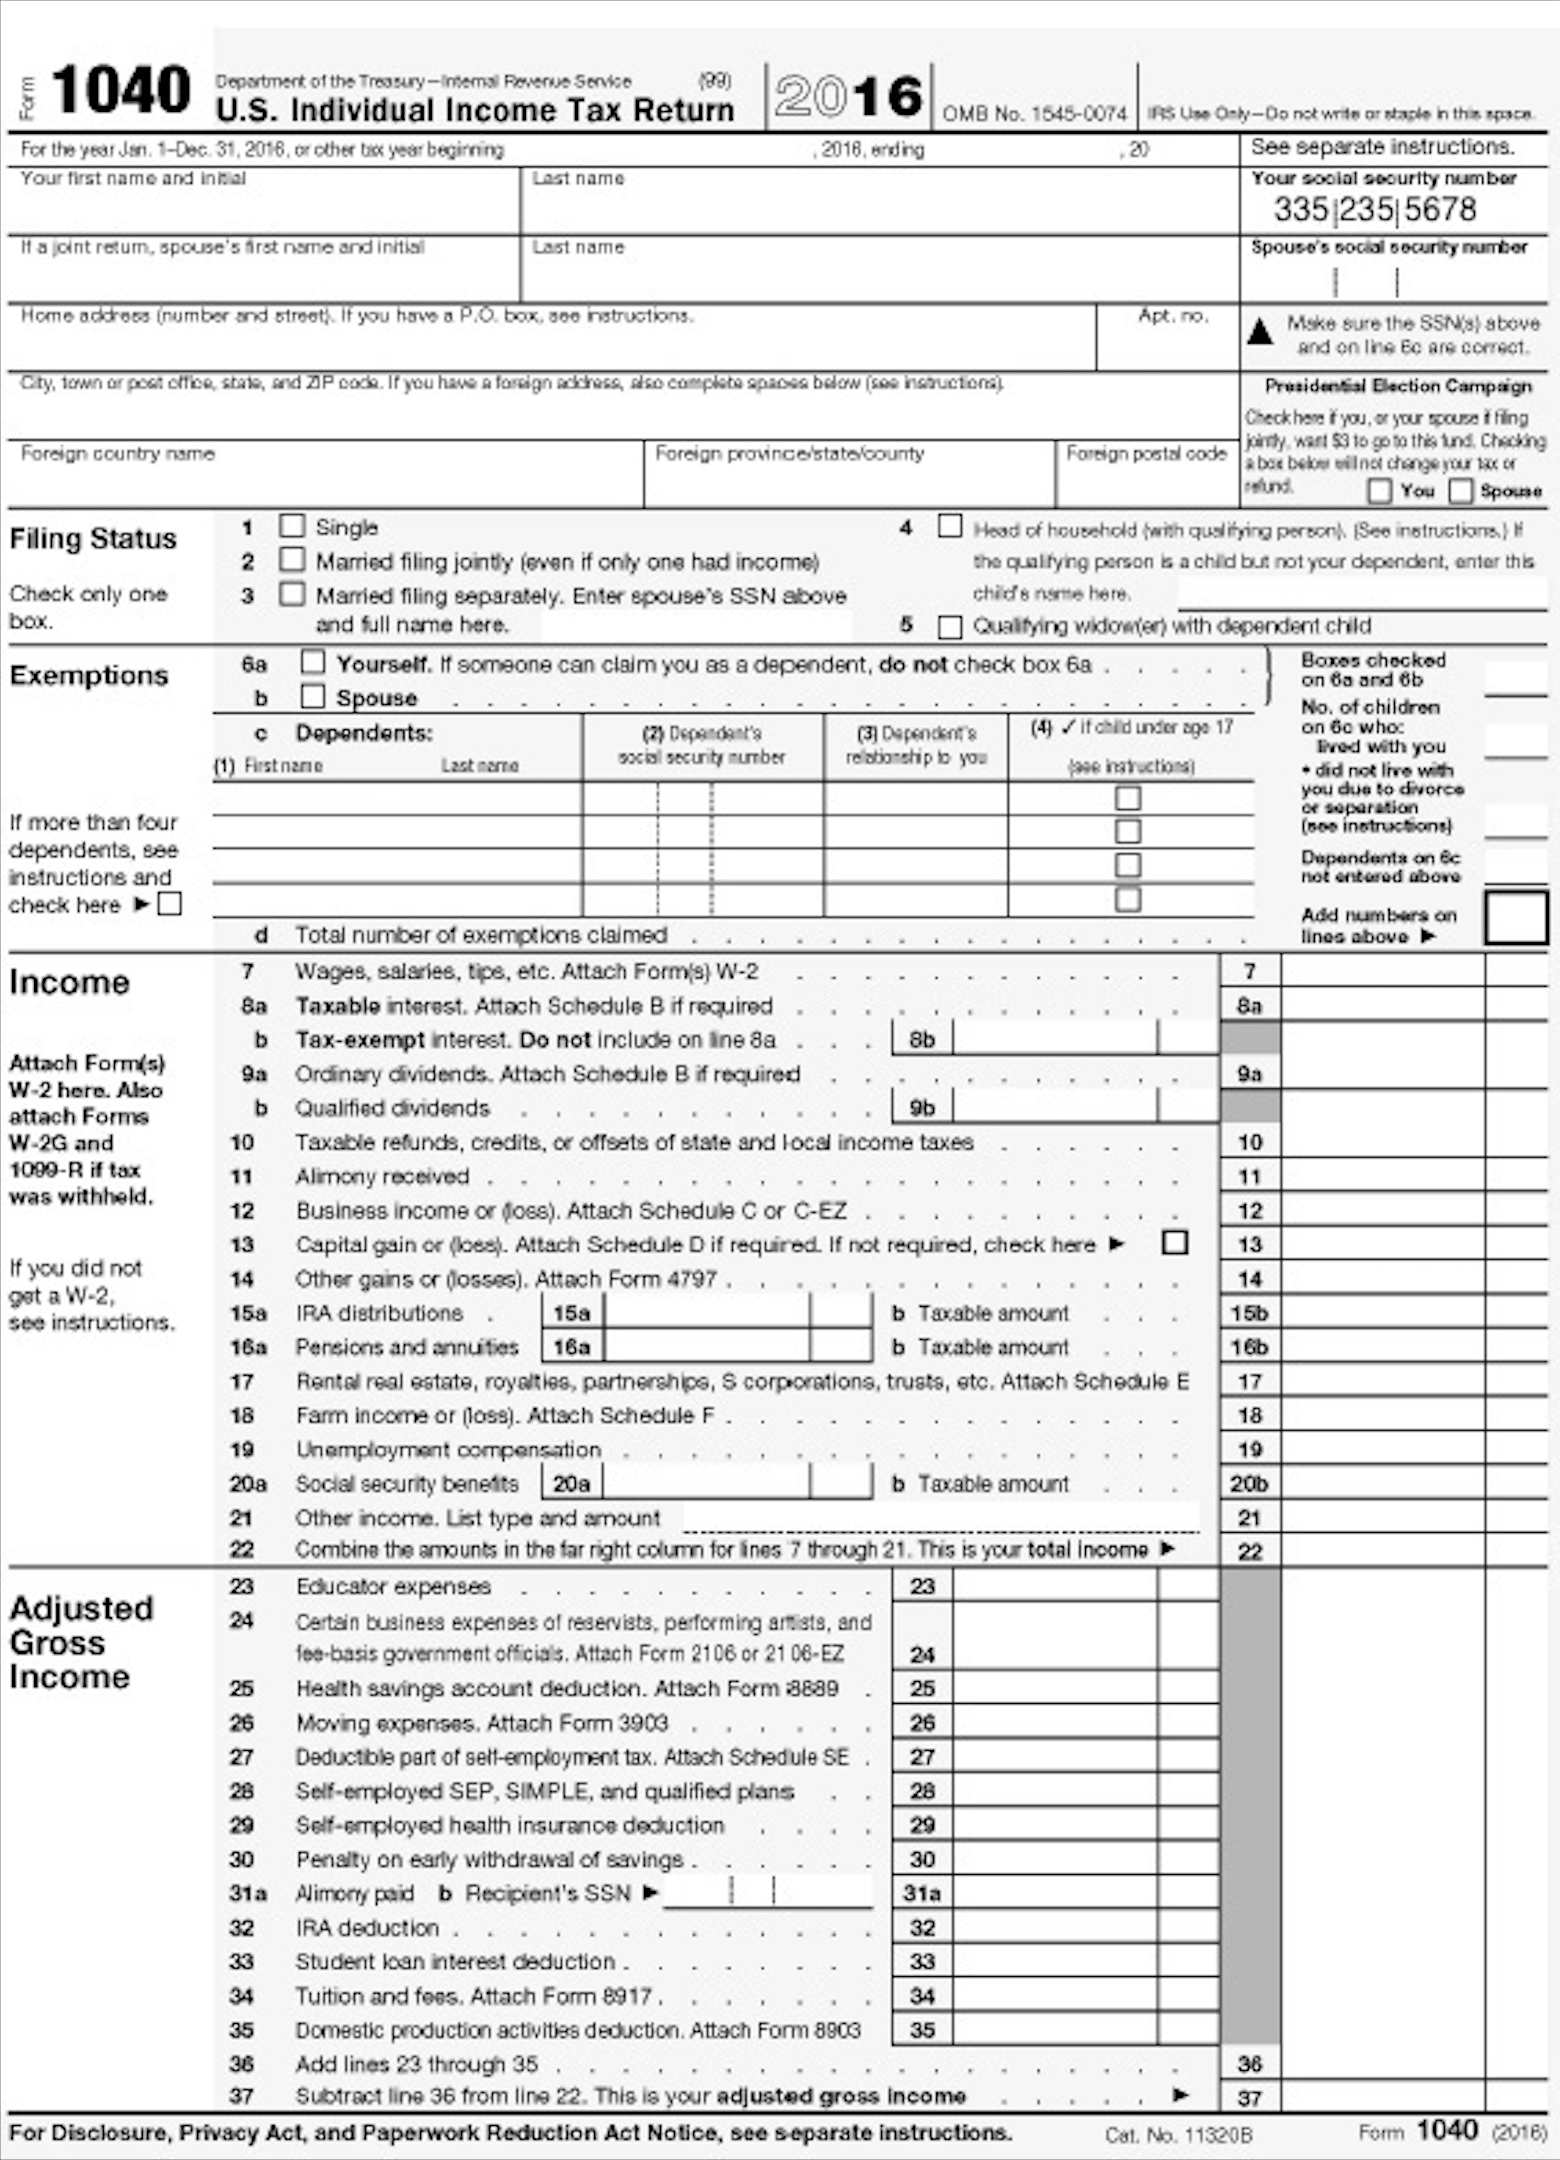 Form 1040 Department of the Treasury—Internal Revenue Service (99)
U.S. Individual Income Tax Return 2016 OMB No. 1545-0074 IRS Use Only—Do not write or staple in this space.
For the year Jan. 1–Dec. 31, 2016, or other tax year beginning , 2016, ending , 20 See separate instructions.
Your first name and initial Last name Your social security number
335 235 5678
If a joint return, spouse's first name and initial Last name Spouse's social security number
Home address (number and street). If you have a P.O. box, see instructions. Apt. no.
▲ Make sure the SSN(s) above
and on line 6c are correct.
City, town or post office, state, and ZIP code. If you have a foreign address, also complete spaces below (see instructions).
Presidential Election Campaign
Check here if you, or your spouse if filing
jointly, want $3 to go to this fund. Checking
a box below will not change your tax or
refund. You Spouse
Foreign country name Foreign province/state/county Foreign postal code
Filing Status
Check only one
box.
1 Single
2 Married filing jointly (even if only one had income)
3 Married filing separately. Enter spouse's SSN above
and full name here.
4 Head of household (with qualifying person). (See instructions.) If
the qualifying person is a child but not your dependent, enter this
child's name here.
5 Qualifying widow(er) with dependent child
Exemptions
6a Yourself. If someone can claim you as a dependent, do not check box 6a . . . . .
b Spouse . . . . . . . . . . . . . . . . . . . . .
c Dependents:
(1) First name Last name
(2) Dependent's
social security number
(3) Dependent's
relationship to you
(4) ✓ if child under age 17
(see instructions)
If more than four
dependents, see
instructions and
check here ►
d Total number of exemptions claimed . . . . . . . . . . . . . . . .
Boxes checked
on 6a and 6b
No. of children
on 6c who:
lived with you
• did not live with
you due to divorce
or separation
(see instructions)
Dependents on 6c
not entered above
Add numbers on
lines above ►
Income
Attach Form(s)
W-2 here. Also
attach Forms
W-2G and
1099-R if tax
was withheld.
If you did not
get a W-2,
see instructions.
7 Wages, salaries, tips, etc. Attach Form(s) W-2 . . . . . . . . . . . 7
8a Taxable interest. Attach Schedule B if required . . . . . . . . . . . 8a
b Tax-exempt interest. Do not include on line 8a . . . 8b
9a Ordinary dividends. Attach Schedule B if required . . . . . . . . . . 9a
b Qualified dividends . . . . . . . . . . . 9b
10 Taxable refunds, credits, or offsets of state and local income taxes . . . . . . 10
11 Alimony received . . . . . . . . . . . . . . . . . . 11
12 Business income or (loss). Attach Schedule C or C-EZ . . . . . . . . . . 12
13 Capital gain or (loss). Attach Schedule D if required. If not required, check here ► 13
14 Other gains or (losses). Attach Form 4797 . . . . . . . . . . . . . 14
15a IRA distributions . 15a b Taxable amount . . . 15b
16a Pensions and annuities 16a b Taxable amount . . . 16b
17 Rental real estate, royalties, partnerships, S corporations, trusts, etc. Attach Schedule E 17
18 Farm income or (loss). Attach Schedule F . . . . . . . . . . . . . 18
19 Unemployment compensation . . . . . . . . . . . . . . . 19
20a Social security benefits 20a b Taxable amount . . . 20b
21 Other income. List type and amount 21
22 Combine the amounts in the far right column for lines 7 through 21. This is your total income ► 22
Adjusted
Gross
Income
23 Educator expenses . . . . . . . . . . . 23
24 Certain business expenses of reservists, performing artists, and
fee-basis government officials. Attach Form 2106 or 2106-EZ 24
25 Health savings account deduction. Attach Form 8889 . 25
26 Moving expenses. Attach Form 3903 . . . . . . 26
27 Deductible part of self-employment tax. Attach Schedule SE . 27
28 Self-employed SEP, SIMPLE, and qualified plans . . 28
29 Self-employed health insurance deduction . . . . 29
30 Penalty on early withdrawal of savings . . . . . . 30
31a Alimony paid b Recipient's SSN ► 31a
32 IRA deduction . . . . . . . . . . . . . 32
33 Student loan interest deduction . . . . . . . . 33
34 Tuition and fees. Attach Form 8917 . . . . . . . 34
35 Domestic production activities deduction. Attach Form 8903 35
36 Add lines 23 through 35 . . . . . . . . . . . . . . . . . 36
37 Subtract line 36 from line 22. This is your adjusted gross income . . . . . ► 37
For Disclosure, Privacy Act, and Paperwork Reduction Act Notice, see separate instructions. Cat. No. 11320B Form 1040 (2016)